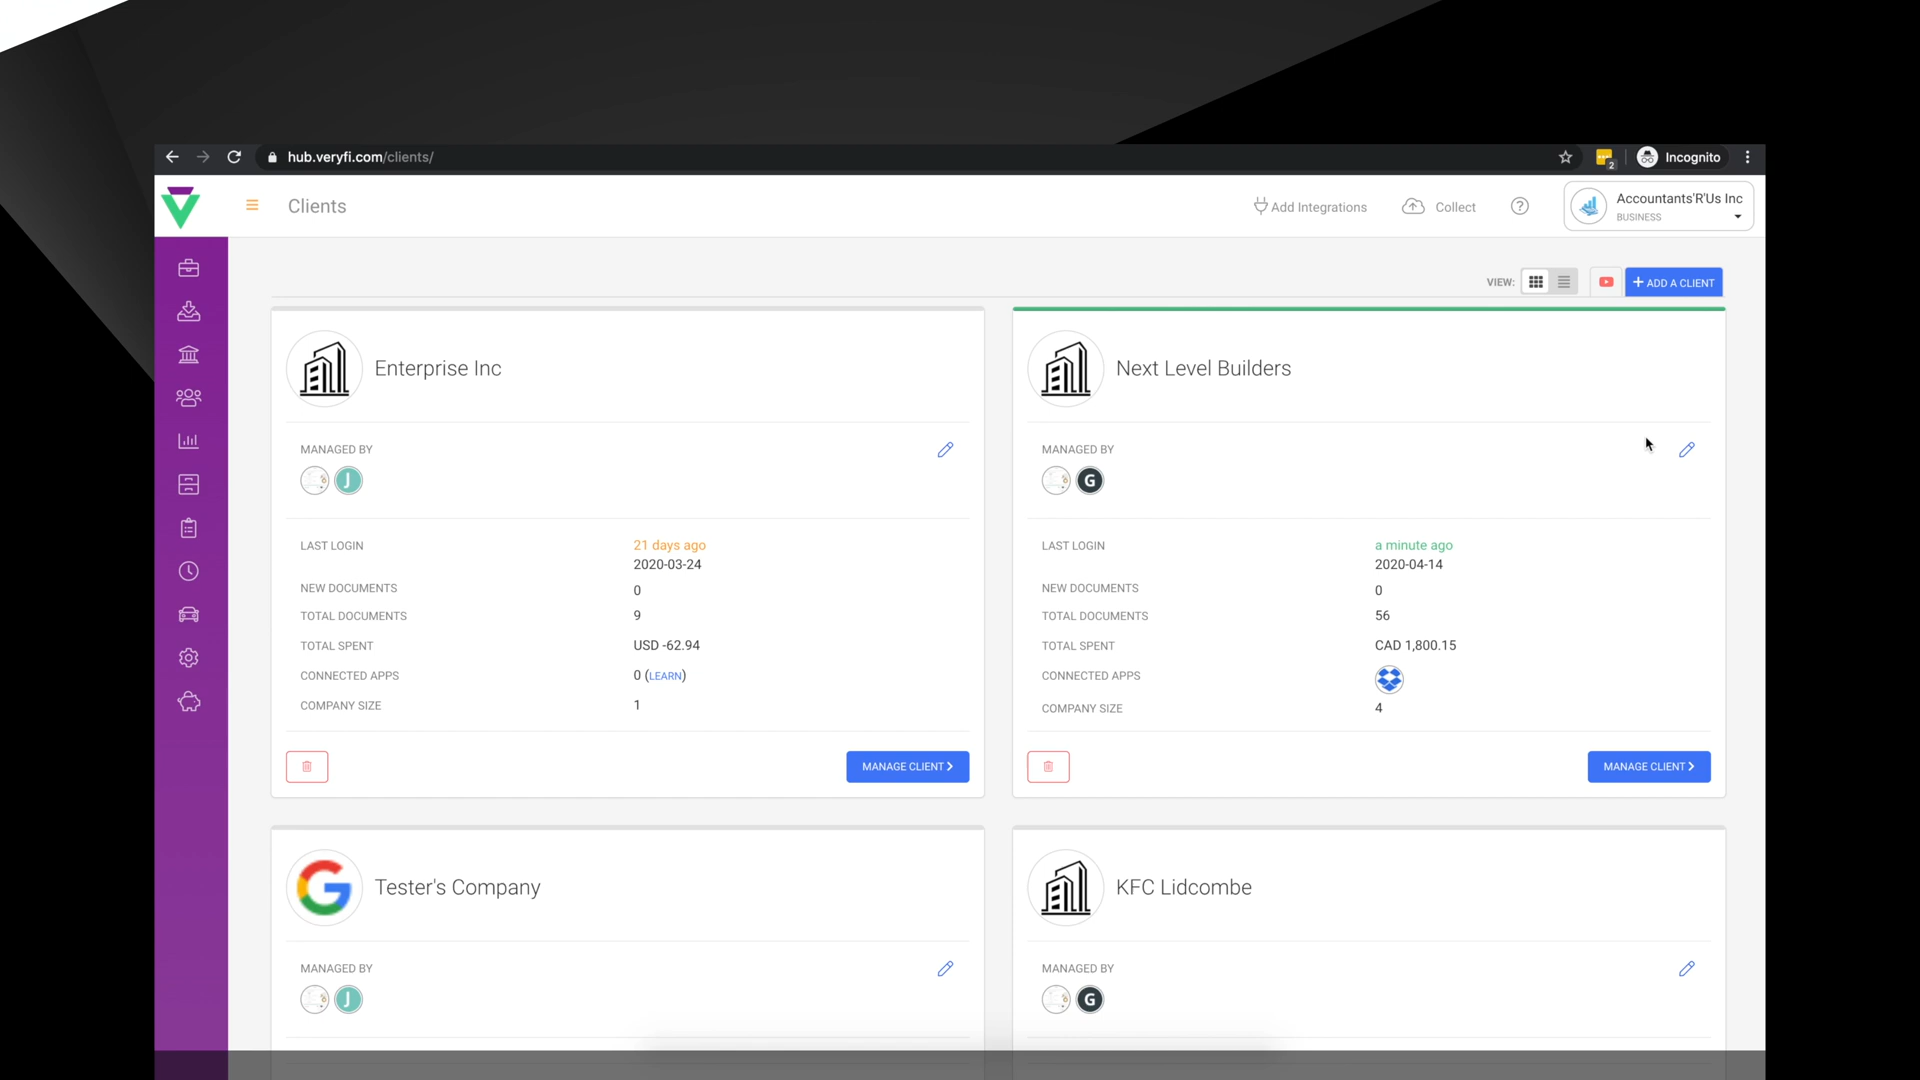 hub.veryfi.com/clients/
2
Incognito
Clients
Add Integrations
Collect
?
Accountants'R'Us Inc
BUSINESS
VIEW:
+ ADD A CLIENT
Enterprise Inc
MANAGED BY
J
LAST LOGIN
21 days ago
2020-03-24
NEW DOCUMENTS
0
TOTAL DOCUMENTS
9
TOTAL SPENT
USD -62.94
CONNECTED APPS
0 (LEARN)
COMPANY SIZE
1
MANAGE CLIENT
Next Level Builders
MANAGED BY
G
LAST LOGIN
a minute ago
2020-04-14
NEW DOCUMENTS
0
TOTAL DOCUMENTS
56
TOTAL SPENT
CAD 1,800.15
CONNECTED APPS
COMPANY SIZE
4
MANAGE CLIENT
G
Tester's Company
MANAGED BY
J
KFC Lidcombe
MANAGED BY
G